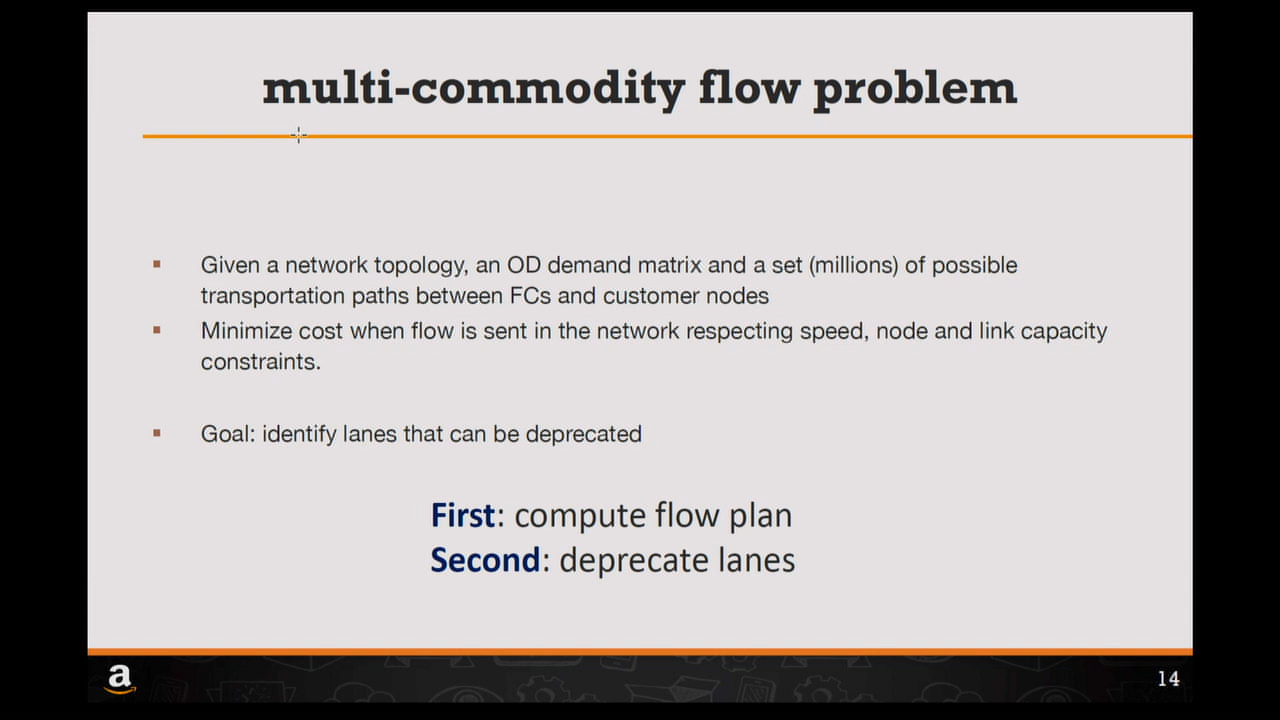 multi-commodity flow problem
Given a network topology, an OD demand matrix and a set (millions) of possible
transportation paths between FCs and customer nodes
Minimize cost when flow is sent in the network respecting speed, node and link capacity
constraints.
Goal: identify lanes that can be deprecated
First: compute flow plan
Second: deprecate lanes
a
14